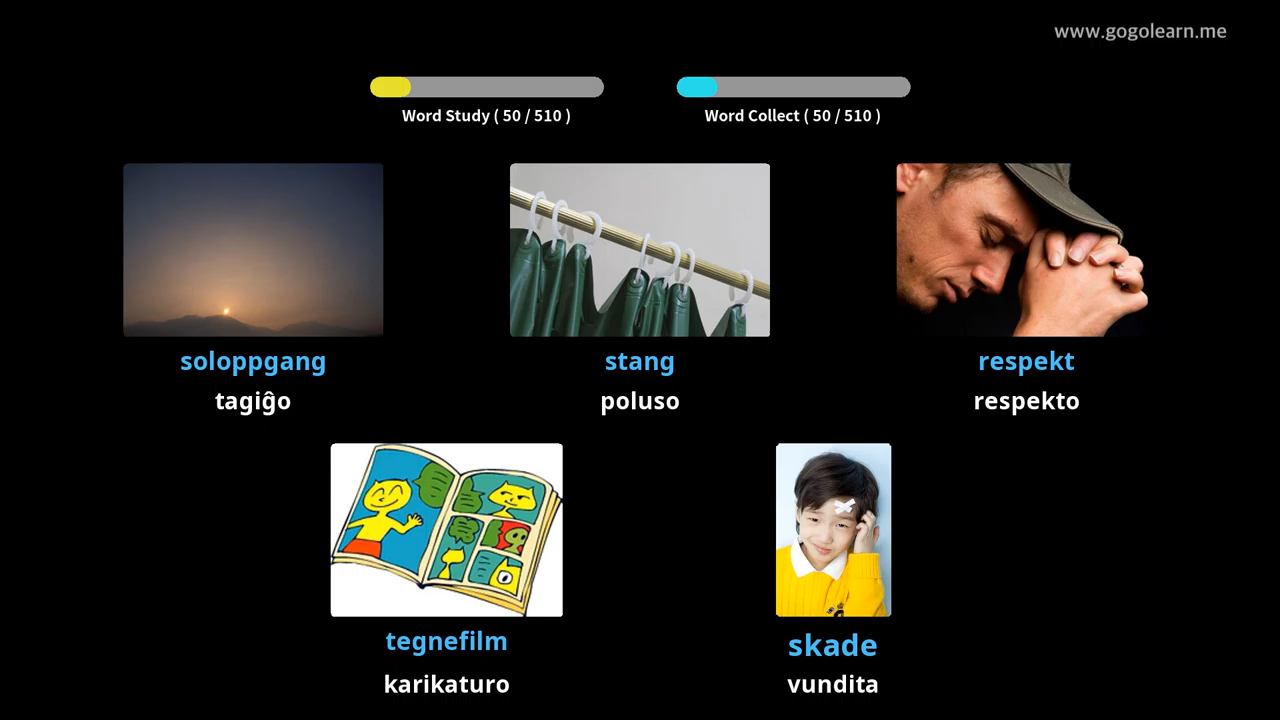 www.gogolearn.me
Word Study ( 50 / 510 )
Word Collect ( 50 / 510 )
soloppgang
tagiĝo
stang
poluso
respekt
respekto
tegnefilm
karikaturo
skade
vundita